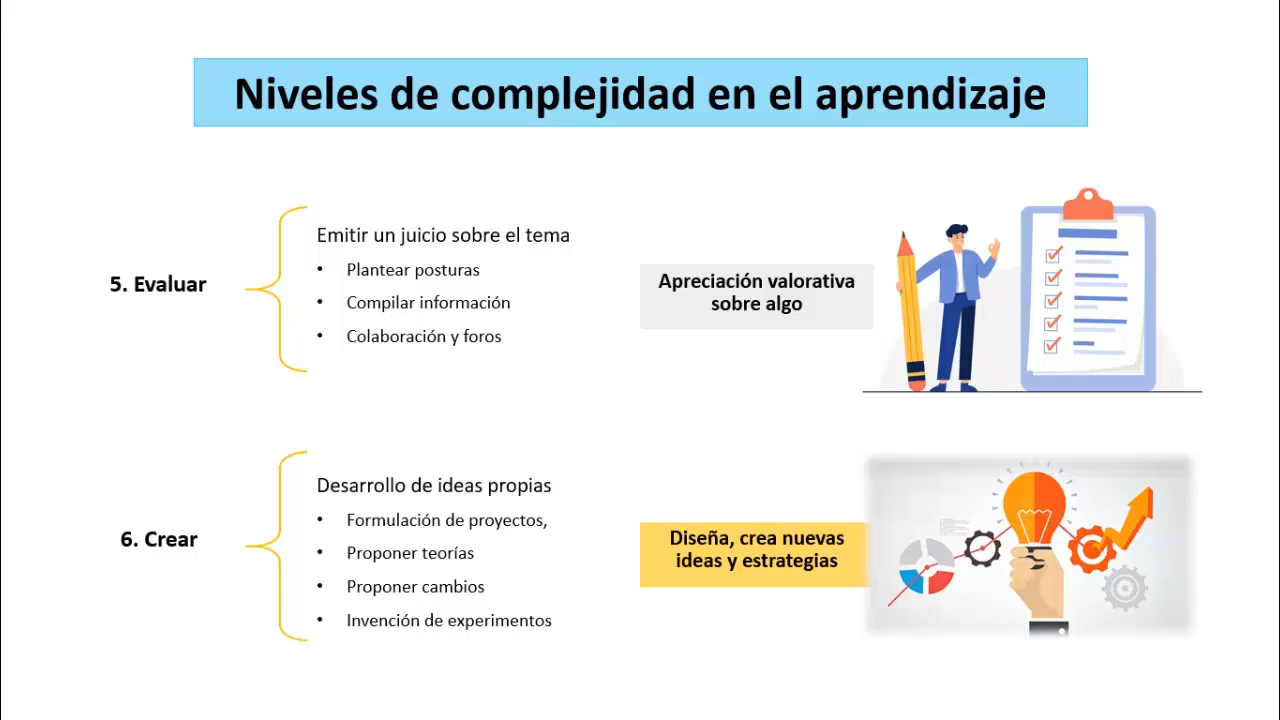 Niveles de complejidad en el aprendizaje
5. Evaluar
Emitir un juicio sobre el tema
• Plantear posturas
• Compilar información
• Colaboración y foros
Apreciación valorativa
sobre algo
6. Crear
Desarrollo de ideas propias
• Formulación de proyectos,
• Proponer teorías
• Proponer cambios
• Invención de experimentos
Diseña, crea nuevas
ideas y estrategias